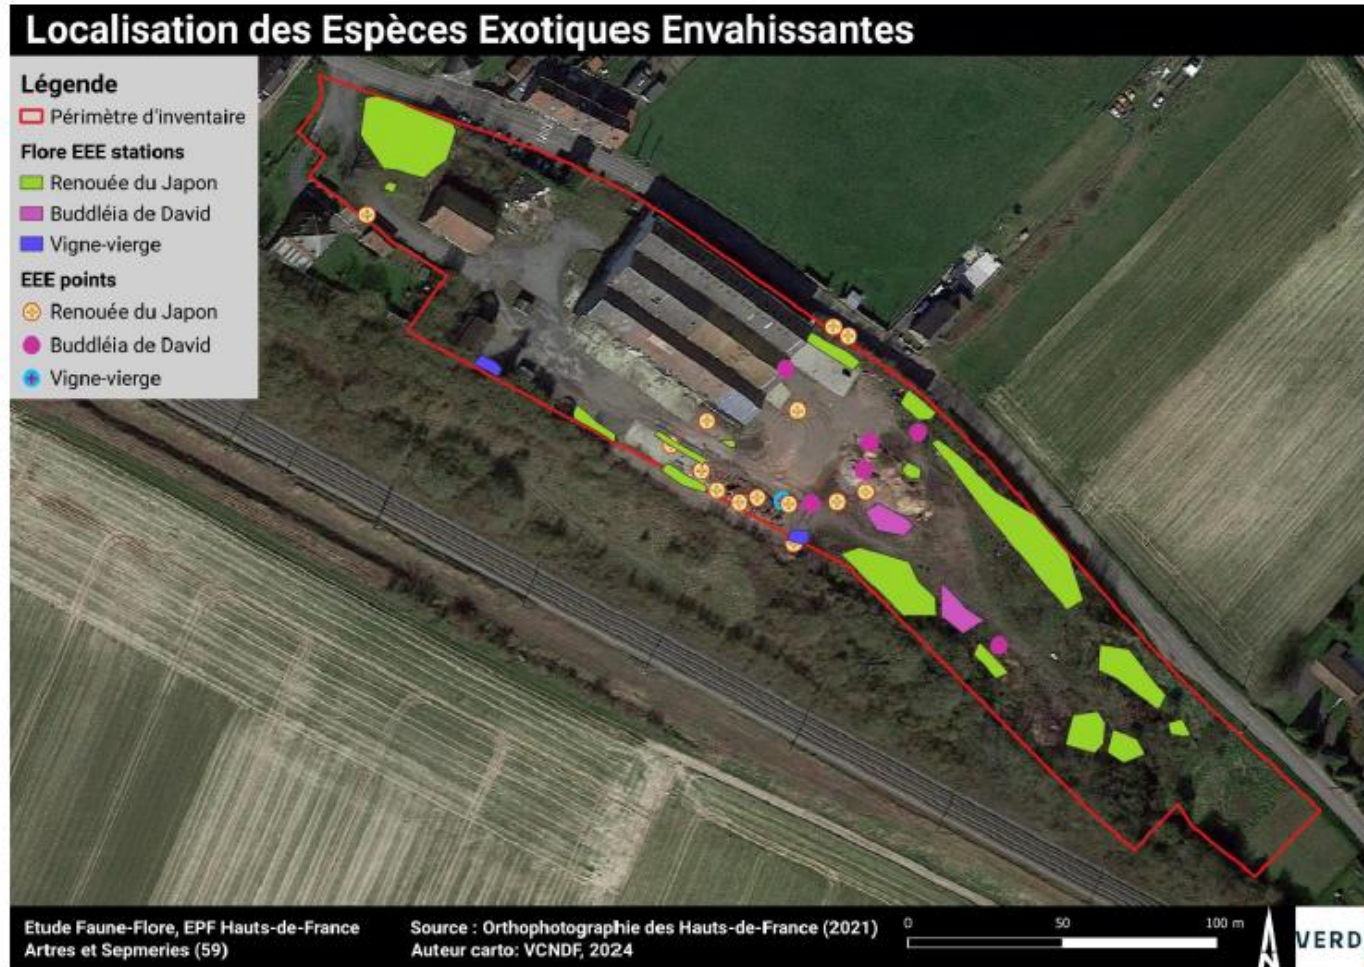 Localisation des Espèces Exotiques Envahissantes
Légende
Périmètre d'inventaire
Flore EEE stations
Renouée du Japon
Buddléia de David
Vigne-vierge
EEE points
Renouée du Japon
Buddléia de David
Vigne-vierge
Etude Faune-Flore, EPF Hauts-de-France
Artres et Sepmeries (59)
Source : Orthophotographie des Hauts-de-France (2021)
Auteur carto: VCNDF, 2024
0 50 100 m
N
VERD